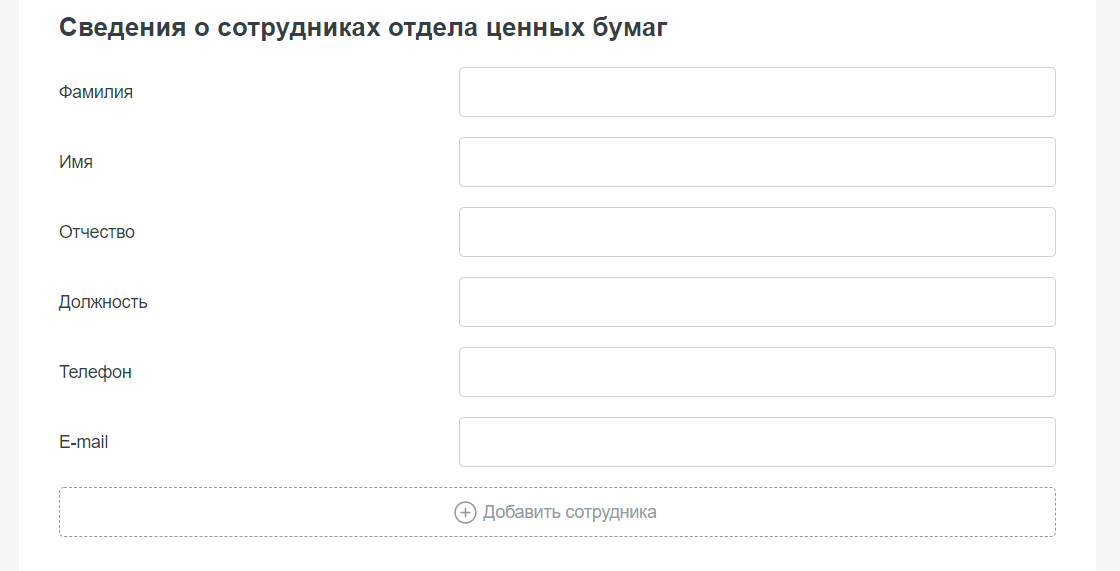 Сведения о сотрудниках отдела ценных бумаг
Фамилия
Имя
Отчество
Должность
Телефон
E-mail
Добавить сотрудника